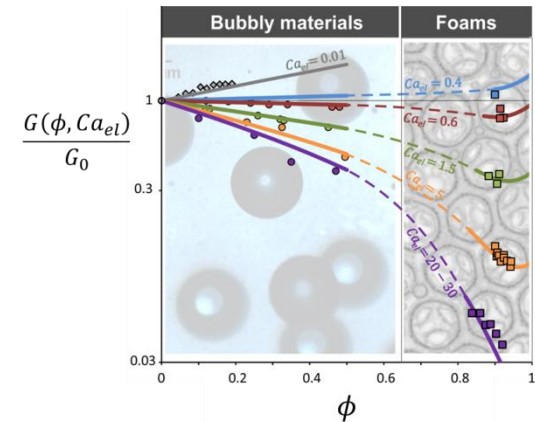 Bubbly materials
Foams
Ca_el = 0.01
Ca_el = 0.4
Ca_el = 0.6
Ca_el = 1.5
Ca_el = 5
Ca_el = 20 – 30
G(ϕ, Ca_el)
G_0
1
0.3
0.03
0
0.2
0.4
0.6
0.8
1
ϕ